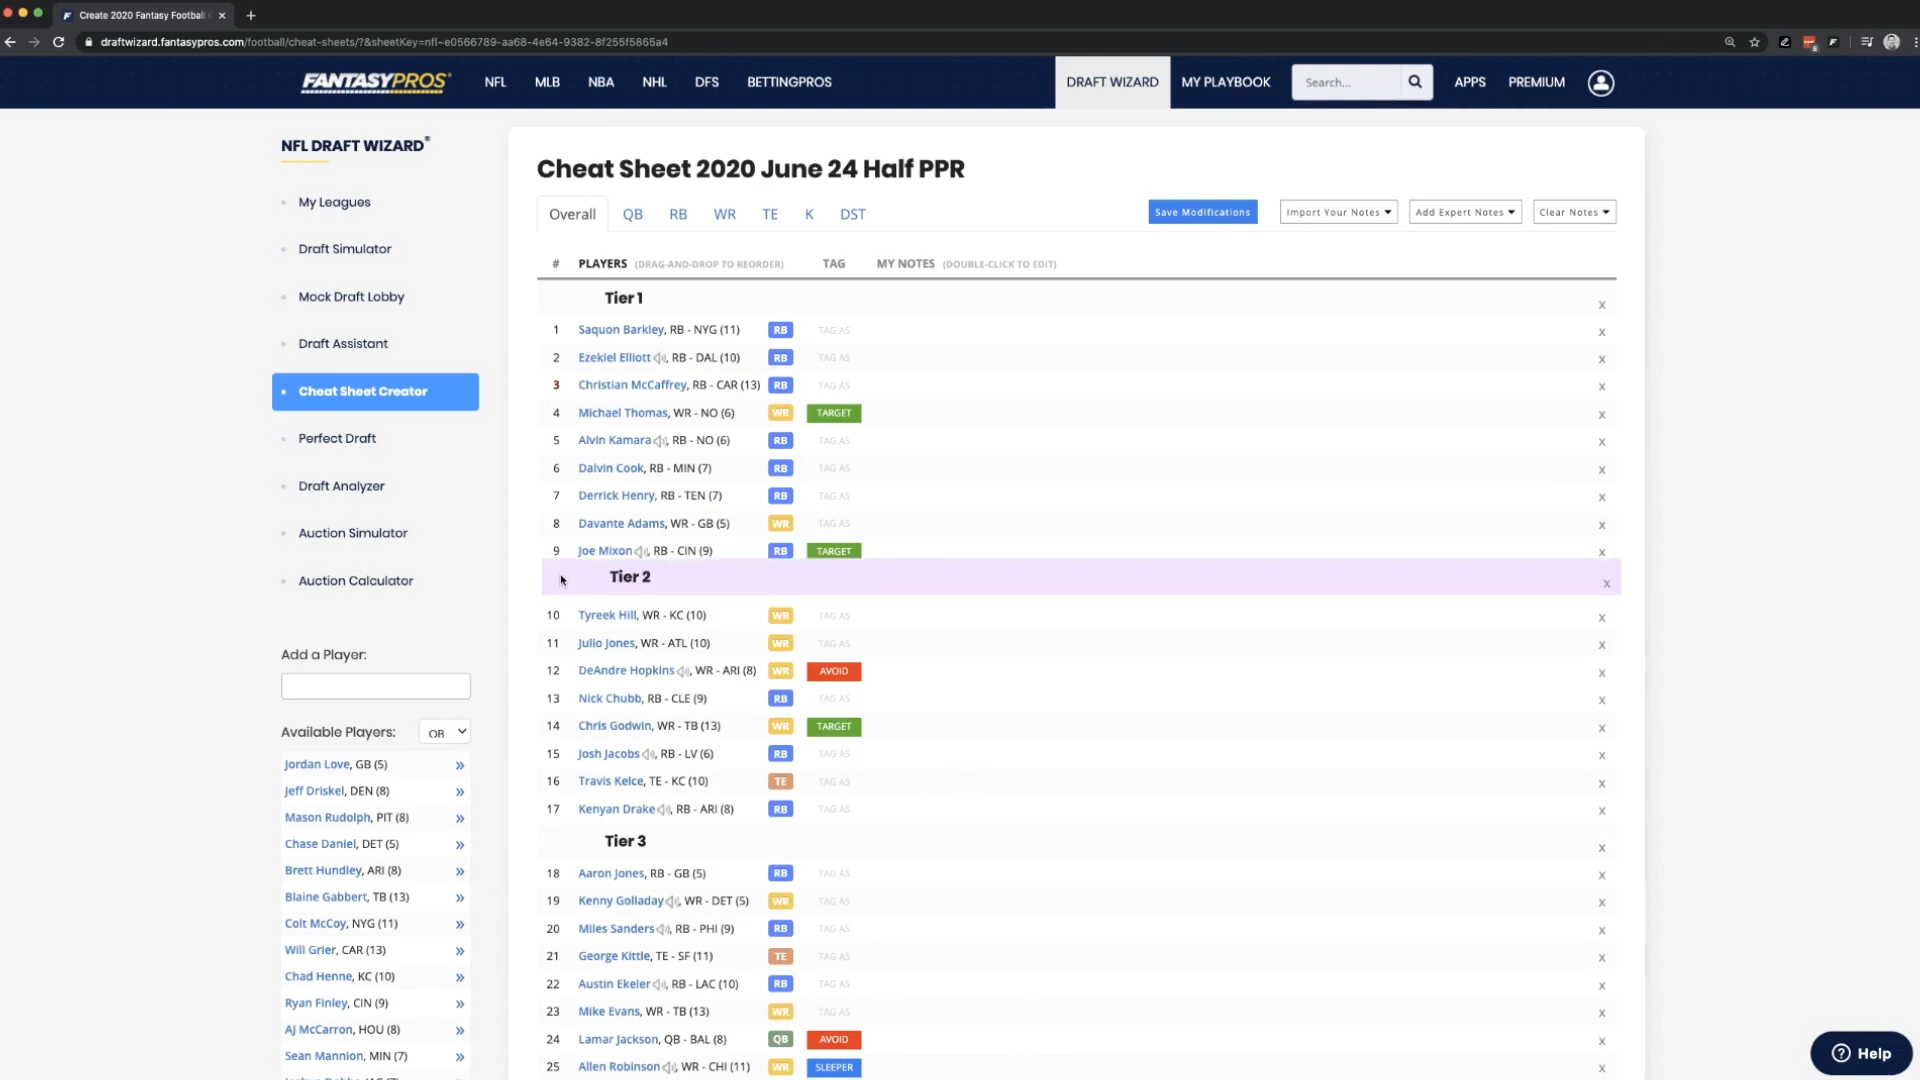 Create 2020 Fantasy Football
draftwizard.fantasypros.com/football/cheat-sheets/?&sheetKey=nfl~e0566789-aa68-4e64-9382-8f255f5865a4
FANTASYPROS NFL MLB NBA NHL DFS BETTINGPROS DRAFT WIZARD MY PLAYBOOK Search... APPS PREMIUM
NFL DRAFT WIZARD®
My Leagues
Draft Simulator
Mock Draft Lobby
Draft Assistant
Cheat Sheet Creator
Perfect Draft
Draft Analyzer
Auction Simulator
Auction Calculator
Add a Player:
Available Players: QB
Jordan Love, GB (5) »
Jeff Driskel, DEN (8) »
Mason Rudolph, PIT (8) »
Chase Daniel, DET (5) »
Brett Hundley, ARI (8) »
Blaine Gabbert, TB (13) »
Colt McCoy, NYG (11) »
Will Grier, CAR (13) »
Chad Henne, KC (10) »
Ryan Finley, CIN (9) »
AJ McCarron, HOU (8) »
Sean Mannion, MIN (7) »
Cheat Sheet 2020 June 24 Half PPR
Overall QB RB WR TE K DST Save Modifications Import Your Notes Add Expert Notes Clear Notes
# PLAYERS (DRAG-AND-DROP TO REORDER) TAG MY NOTES (DOUBLE-CLICK TO EDIT)
Tier 1 x
1 Saquon Barkley, RB - NYG (11) RB TAG AS x
2 Ezekiel Elliott, RB - DAL (10) RB TAG AS x
3 Christian McCaffrey, RB - CAR (13) RB TAG AS x
4 Michael Thomas, WR - NO (6) WR TARGET x
5 Alvin Kamara, RB - NO (6) RB TAG AS x
6 Dalvin Cook, RB - MIN (7) RB TAG AS x
7 Derrick Henry, RB - TEN (7) RB TAG AS x
8 Davante Adams, WR - GB (5) WR TAG AS x
9 Joe Mixon, RB - CIN (9) RB TARGET x
Tier 2 x
10 Tyreek Hill, WR - KC (10) WR TAG AS x
11 Julio Jones, WR - ATL (10) WR TAG AS x
12 DeAndre Hopkins, WR - ARI (8) WR AVOID x
13 Nick Chubb, RB - CLE (9) RB TAG AS x
14 Chris Godwin, WR - TB (13) WR TARGET x
15 Josh Jacobs, RB - LV (6) RB TAG AS x
16 Travis Kelce, TE - KC (10) TE TAG AS x
17 Kenyan Drake, RB - ARI (8) RB TAG AS x
Tier 3 x
18 Aaron Jones, RB - GB (5) RB TAG AS x
19 Kenny Golladay, WR - DET (5) WR TAG AS x
20 Miles Sanders, RB - PHI (9) RB TAG AS x
21 George Kittle, TE - SF (11) TE TAG AS x
22 Austin Ekeler, RB - LAC (10) RB TAG AS x
23 Mike Evans, WR - TB (13) WR TAG AS x
24 Lamar Jackson, QB - BAL (8) QB AVOID x
25 Allen Robinson, WR - CHI (11) WR SLEEPER x
Help